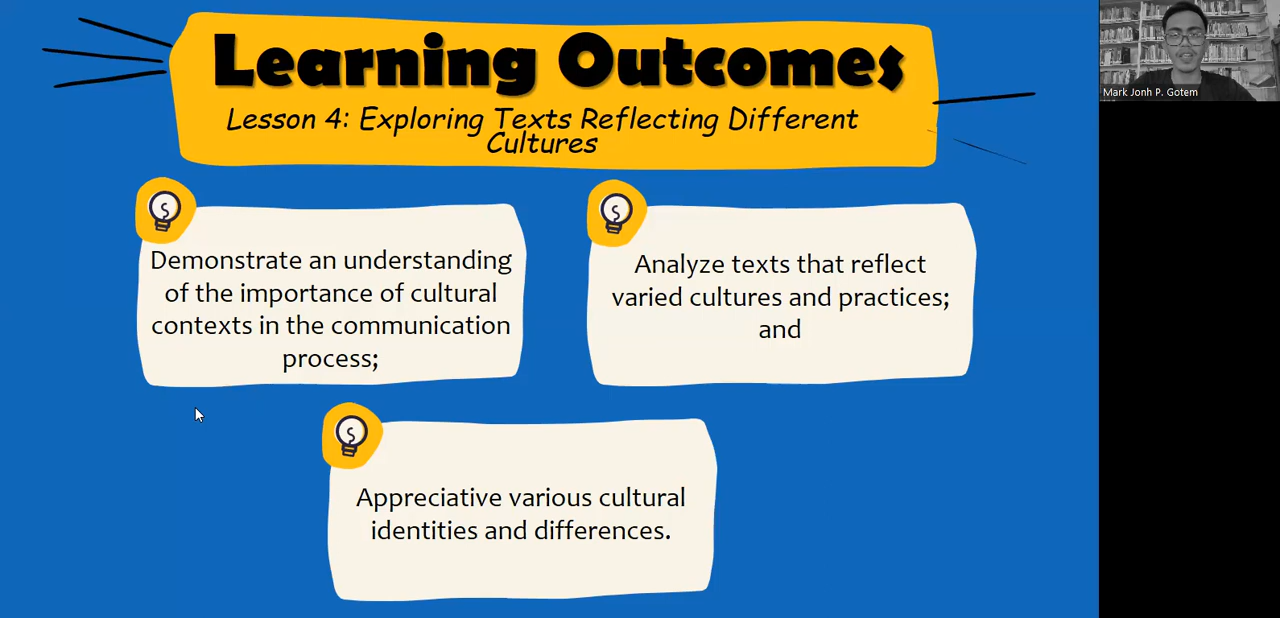 Learning Outcomes
Lesson 4: Exploring Texts Reflecting Different
Cultures
Mark Jonh P. Gotem
Demonstrate an understanding
of the importance of cultural
contexts in the communication
process;
Analyze texts that reflect
varied cultures and practices;
and
Appreciative various cultural
identities and differences.